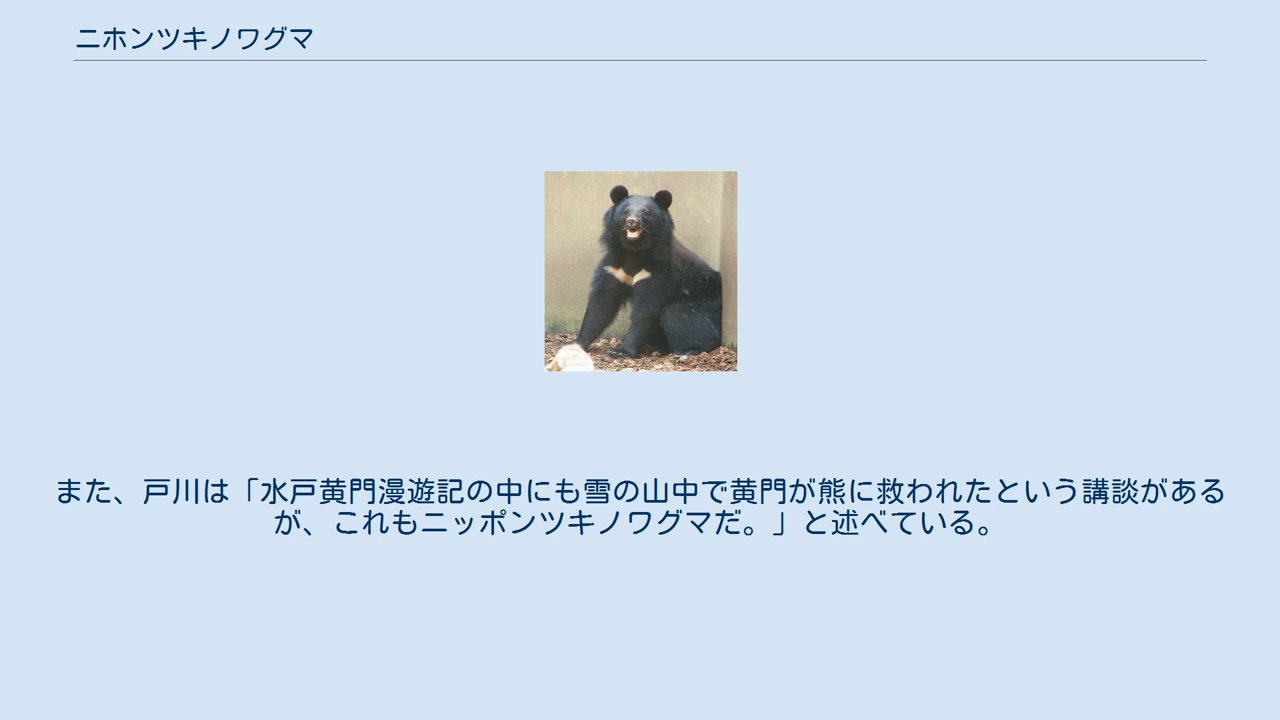 ニホンツキノワグマ
また、戸川は「水戸黄門漫遊記の中にも雪の山中で黄門が熊に救われたという講談がある
が、これもニッポンツキノワグマだ。」と述べている。